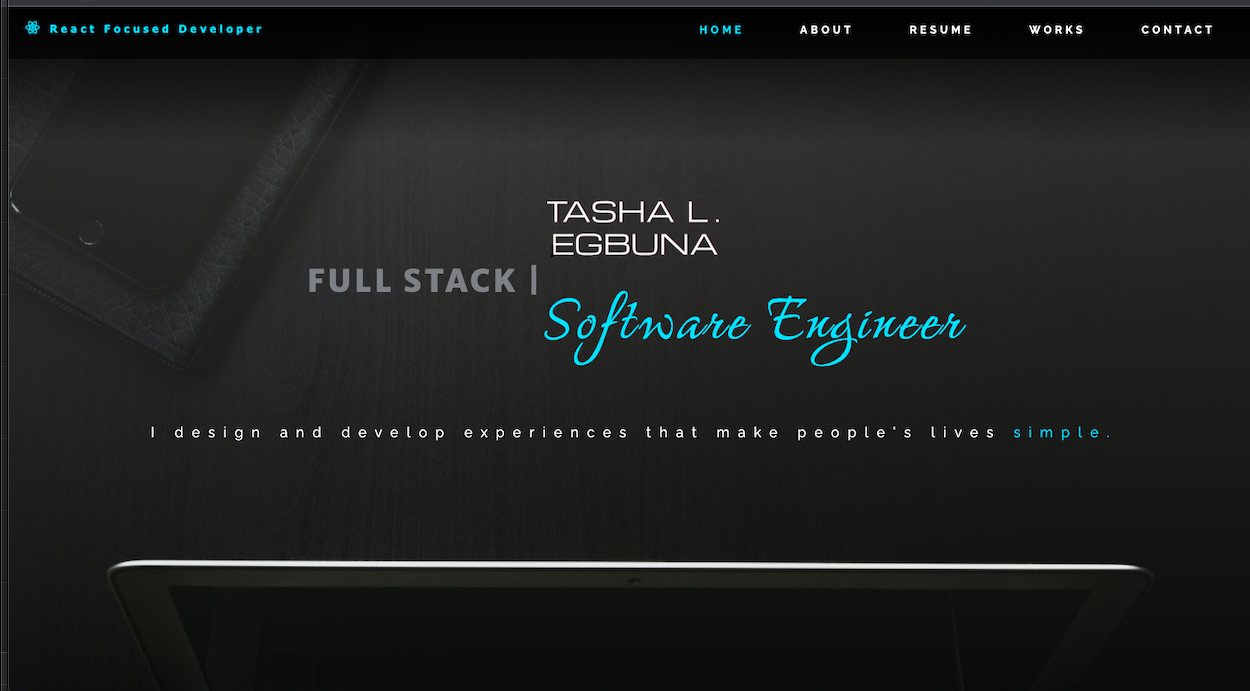 React Focused Developer
HOME ABOUT RESUME WORKS CONTACT
TASHA L.
EGBUNA
FULL STACK |
Software Engineer
I design and develop experiences that make people's lives simple.